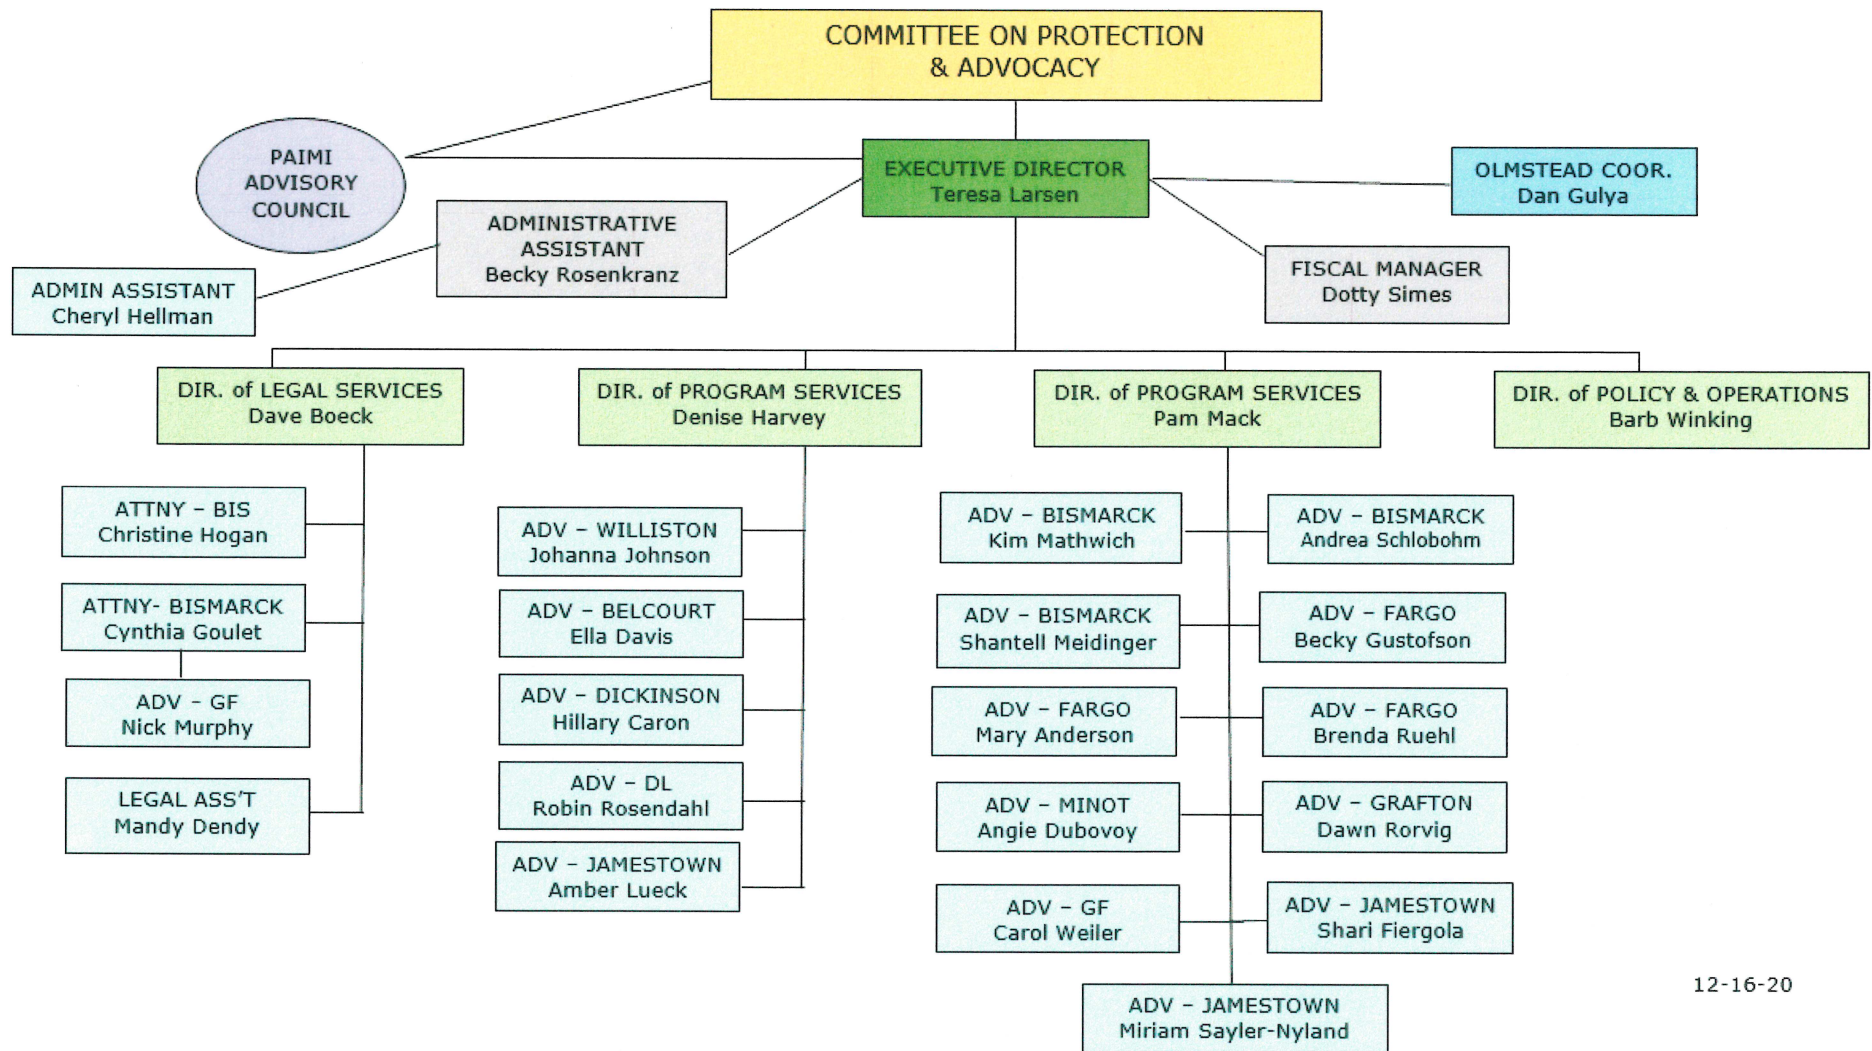 COMMITTEE ON PROTECTION
& ADVOCACY
PAIMI
ADVISORY
COUNCIL
EXECUTIVE DIRECTOR
Teresa Larsen
OLMSTEAD COOR.
Dan Gulya
ADMINISTRATIVE
ASSISTANT
Becky Rosenkranz
FISCAL MANAGER
Dotty Simes
ADMIN ASSISTANT
Cheryl Hellman
DIR. of LEGAL SERVICES
Dave Boeck
DIR. of PROGRAM SERVICES
Denise Harvey
DIR. of PROGRAM SERVICES
Pam Mack
DIR. of POLICY & OPERATIONS
Barb Winking
ATTNY – BIS
Christine Hogan
ATTNY- BISMARCK
Cynthia Goulet
ADV – GF
Nick Murphy
LEGAL ASS’T
Mandy Dendy
ADV – WILLISTON
Johanna Johnson
ADV – BELCOURT
Ella Davis
ADV – DICKINSON
Hillary Caron
ADV – DL
Robin Rosendahl
ADV – JAMESTOWN
Amber Lueck
ADV – BISMARCK
Kim Mathwich
ADV – BISMARCK
Andrea Schlobohm
ADV – BISMARCK
Shantell Meidinger
ADV – FARGO
Becky Gustofson
ADV – FARGO
Mary Anderson
ADV – FARGO
Brenda Ruehl
ADV – MINOT
Angie Dubovoy
ADV – GRAFTON
Dawn Rorvig
ADV – GF
Carol Weiler
ADV – JAMESTOWN
Shari Fiergola
ADV – JAMESTOWN
Miriam Sayler-Nyland
12-16-20